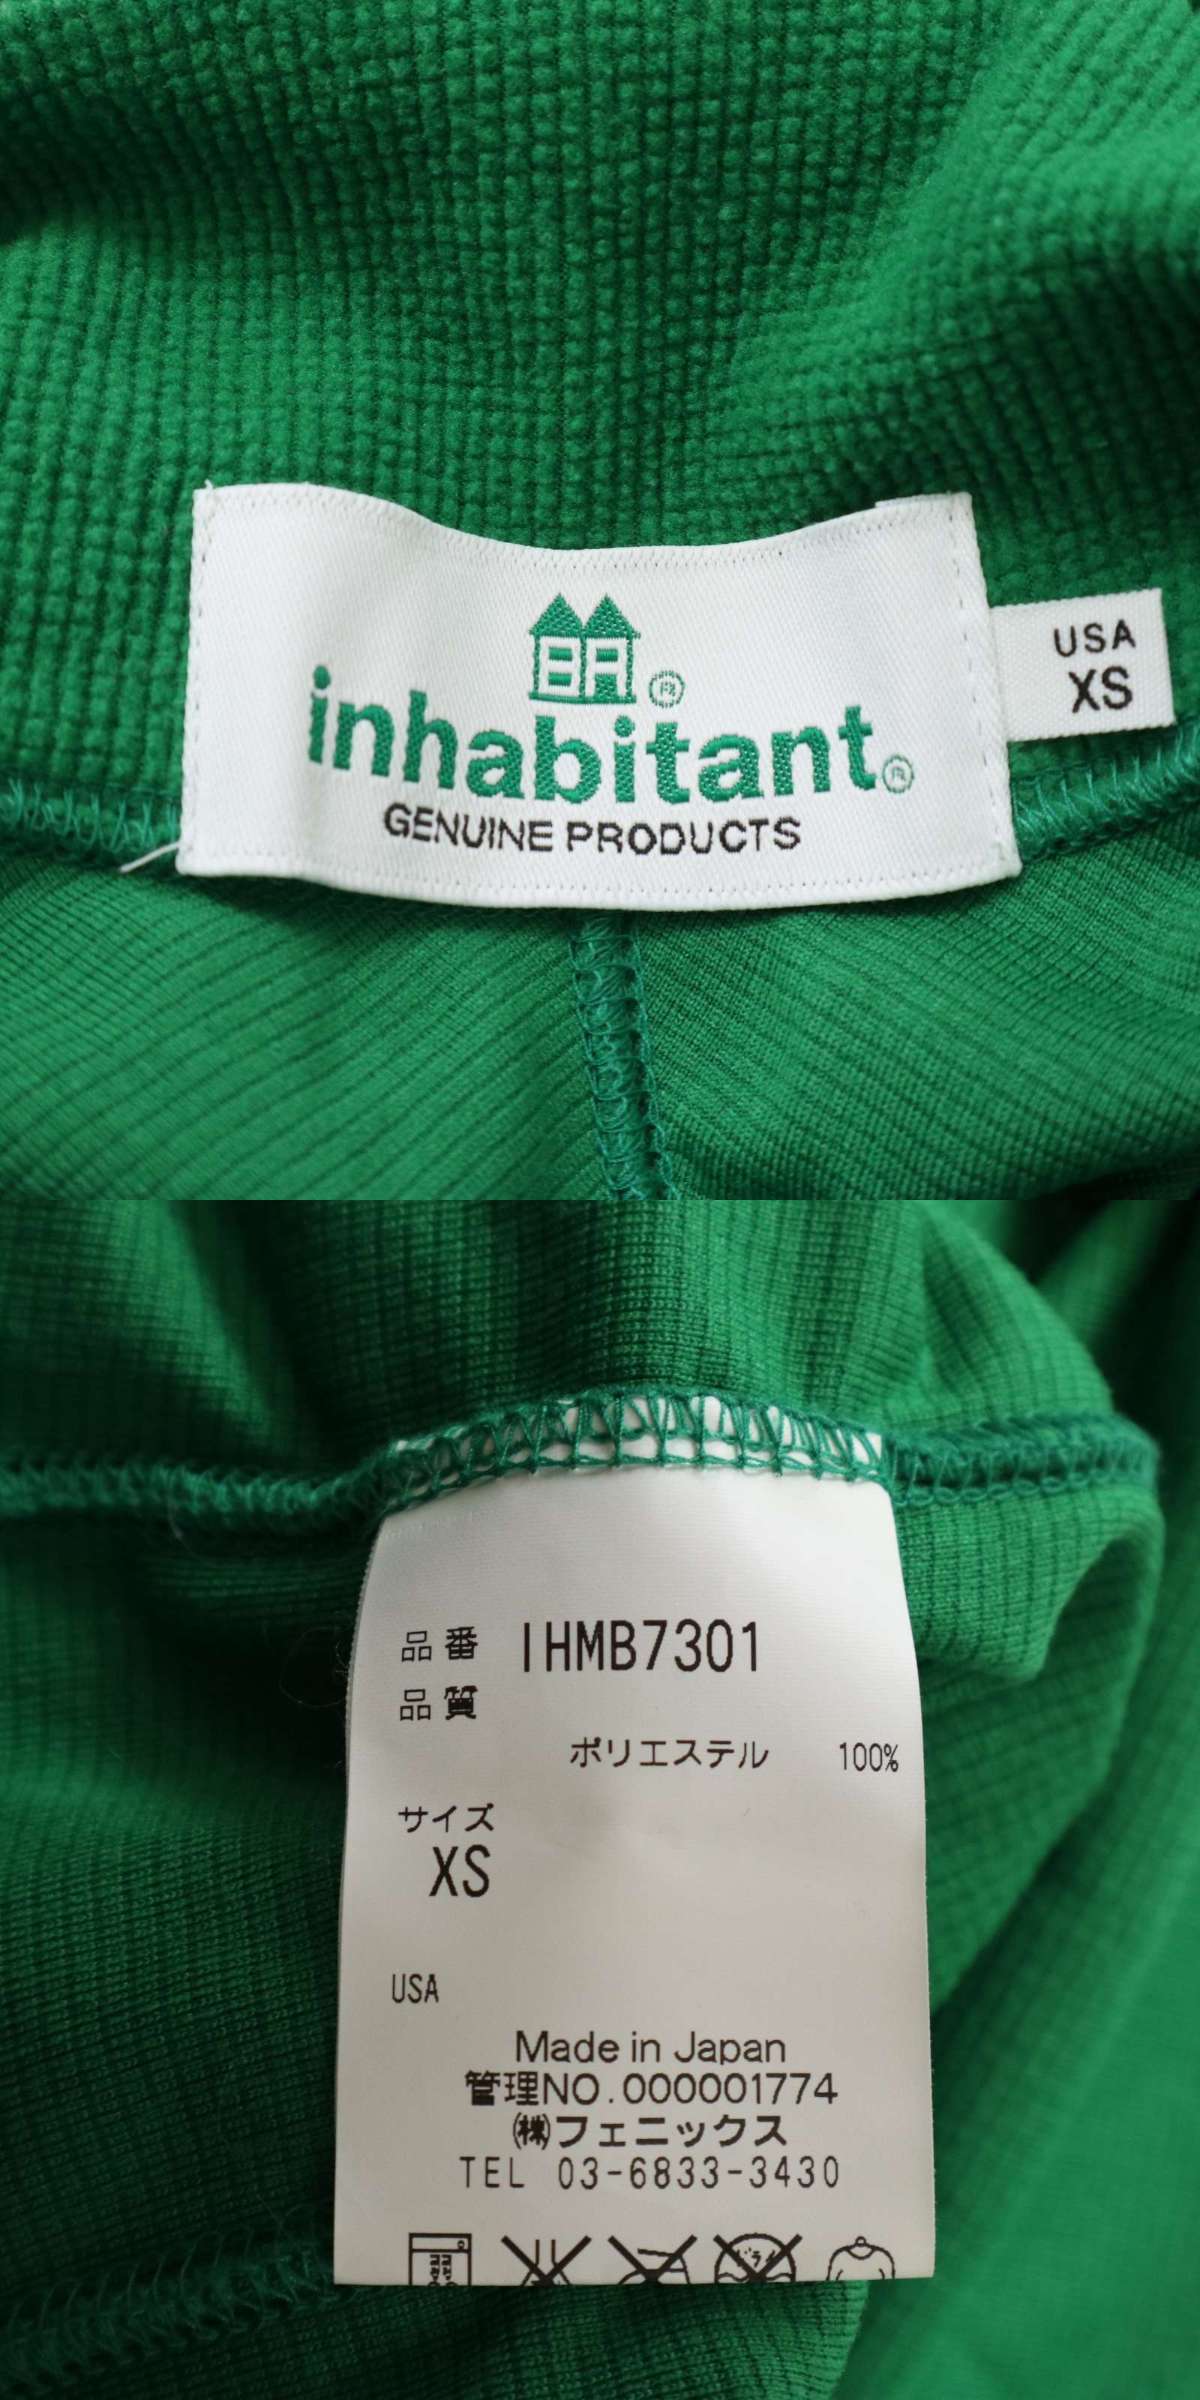 ®
inhabitant®
GENUINE PRODUCTS
USA
XS
品番 IHMB7301
品質
ポリエステル 100%
サイズ
XS
USA
Made in Japan
管理NO.000001774
㈱フェニックス
TEL 03-6833-3430